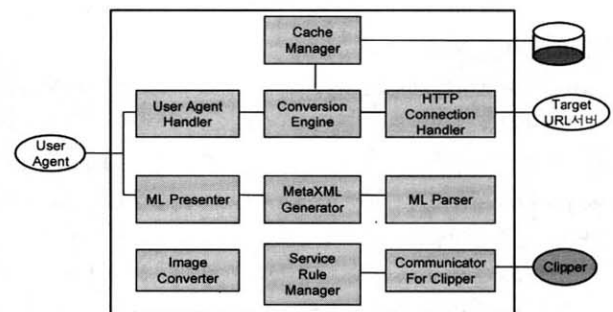 Cache
Manager
User Agent
Handler
Conversion
Engine
HTTP
Connection
Handler
Target
URL서버
User
Agent
ML Presenter
MetaXML
Generator
ML Parser
Image
Converter
Service
Rule
Manager
Communicator
For Clipper
Clipper